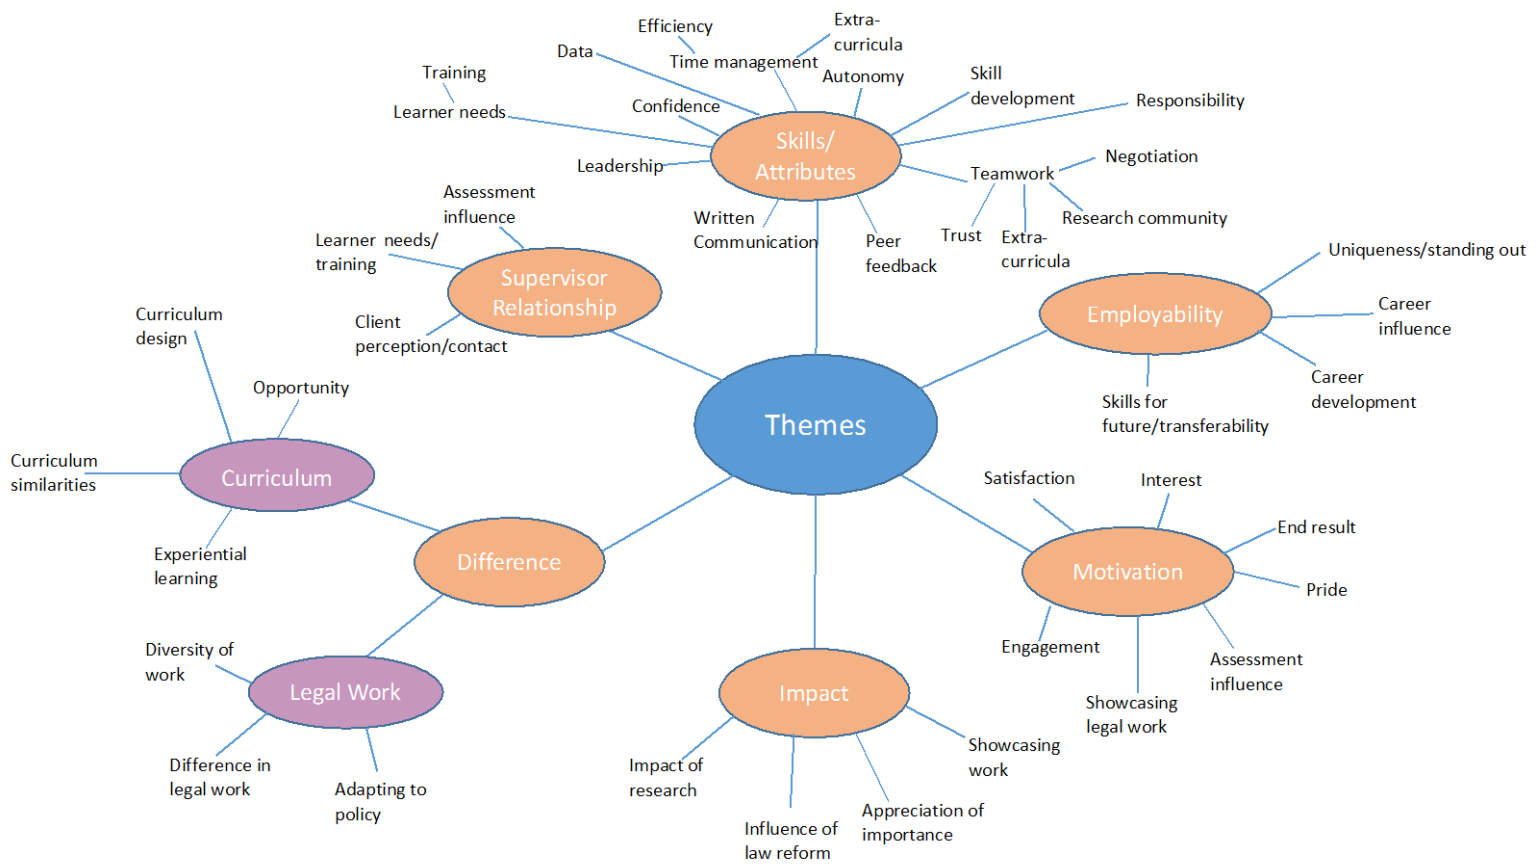 Efficiency
Extra-
curricula
Data
Time management
Training
Autonomy
Skill
development
Learner needs
Confidence
Responsibility
Skills/
Attributes
Leadership
Negotiation
Teamwork
Assessment
influence
Written
Communication
Research community
Trust
Extra-
curricula
Peer
feedback
Learner needs/
training
Supervisor
Relationship
Uniqueness/standing out
Curriculum
design
Client
perception/contact
Employability
Career
influence
Opportunity
Career
development
Skills for
future/transferability
Themes
Curriculum
similarities
Curriculum
Satisfaction
Interest
End result
Experiential
learning
Difference
Motivation
Pride
Diversity of
work
Engagement
Assessment
influence
Legal Work
Impact
Showcasing
legal work
Difference in
legal work
Adapting to
policy
Impact of
research
Showcasing
work
Influence of
law reform
Appreciation of
importance